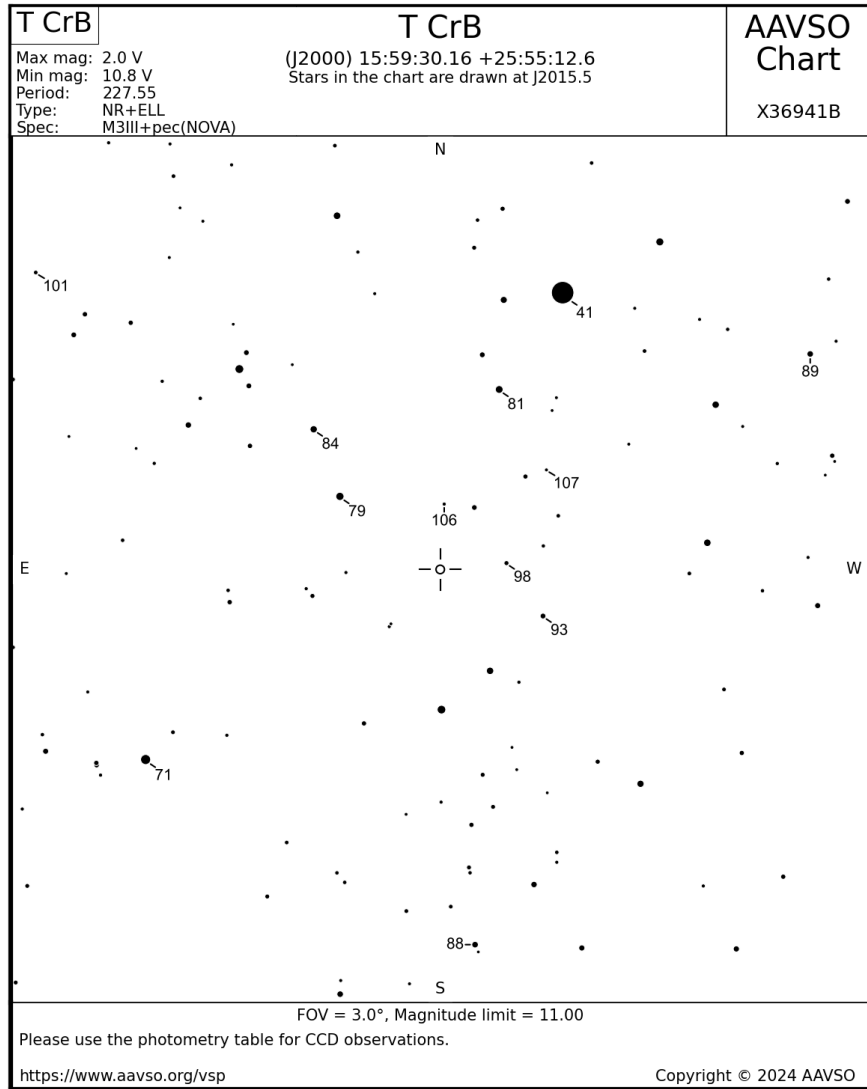 T CrB
Max mag: 2.0 V
Min mag: 10.8 V
Period: 227.55
Type: NR+ELL
Spec: M3III+pec(NOVA)
T CrB
(J2000) 15:59:30.16 +25:55:12.6
Stars in the chart are drawn at J2015.5
AAVSO
Chart
X36941B
N
101
41
89
81
84
107
79
106
E
98
W
93
71
88
S
FOV = 3.0°, Magnitude limit = 11.00
Please use the photometry table for CCD observations.
https://www.aavso.org/vsp
Copyright © 2024 AAVSO